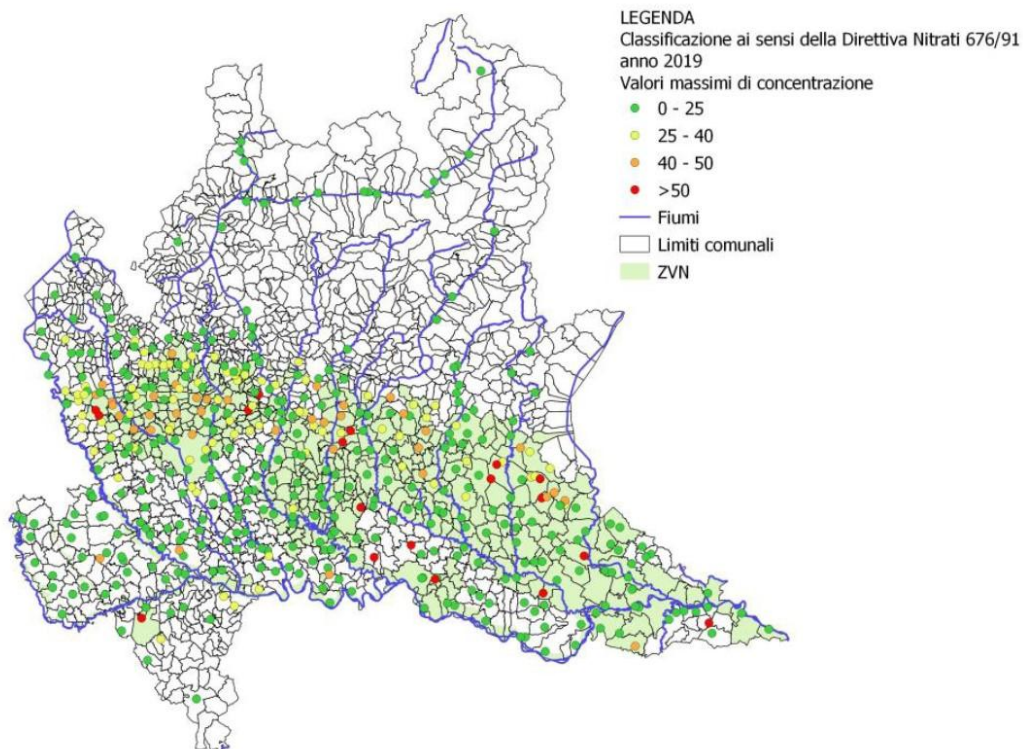 LEGENDA
Classificazione ai sensi della Direttiva Nitrati 676/91
anno 2019
Valori massimi di concentrazione
0 - 25
25 - 40
40 - 50
>50
Fiumi
Limiti comunali
ZVN